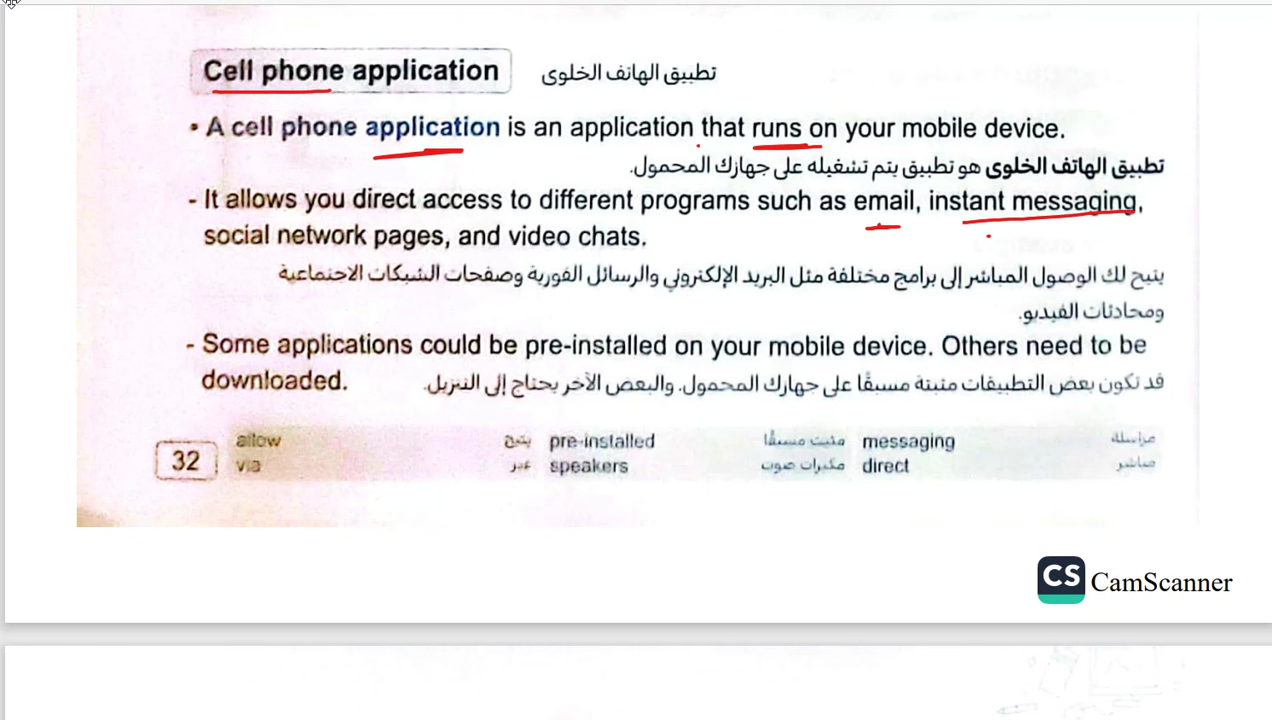 Cell phone application تطبيق الهاتف الخلوى
• A cell phone application is an application that runs on your mobile device.
تطبيق الهاتف الخلوى هو تطبيق يتم تشغيله على جهازك المحمول.
- It allows you direct access to different programs such as email, instant messaging,
social network pages, and video chats.
يتيح لك الوصول المباشر إلى برامج مختلفة مثل البريد الإلكتروني والرسائل الفورية وصفحات الشبكات الاجتماعية
ومحادثات الفيديو.
- Some applications could be pre-installed on your mobile device. Others need to be
downloaded. قد تكون بعض التطبيقات مثبتة مسبقًا على جهازك المحمول. والبعض الآخر يحتاج إلى التنزيل.
allow يتيح pre-installed مثبت مسبقًا messaging مراسلة
32 via عبر speakers مكبرات صوت direct مباشر
CS CamScanner